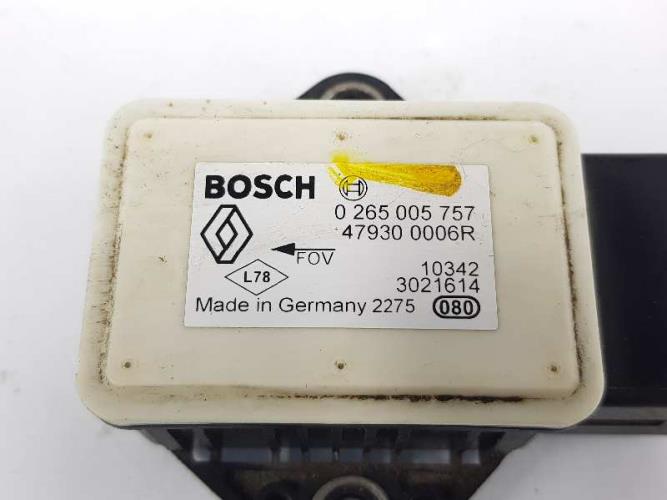 BOSCH
0 265 005 757
47930 0006R
FOV
L78
10342
3021614
Made in Germany 2275 080